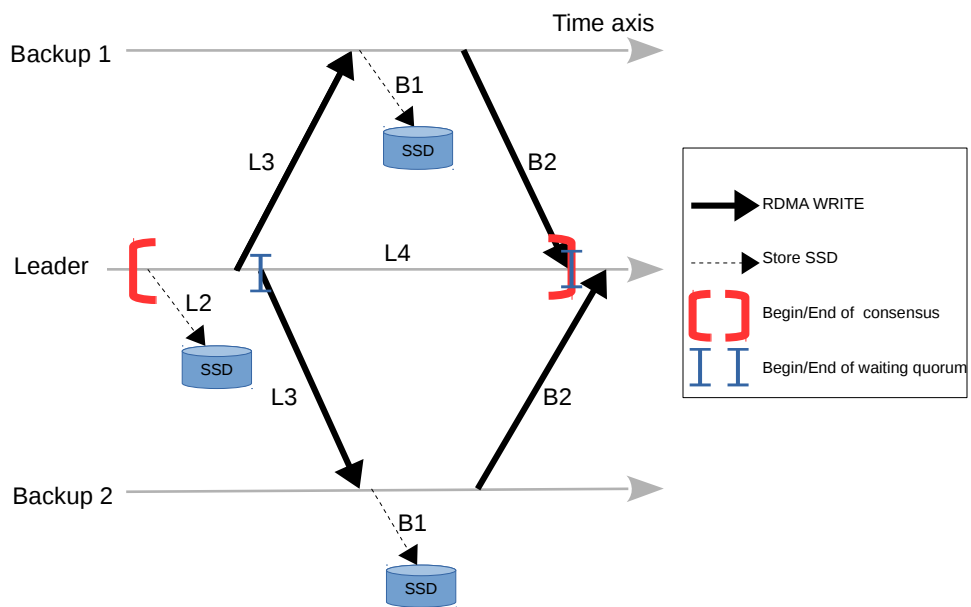 Time axis
Backup 1
B1
SSD
L3
B2
RDMA WRITE
Leader
L4
Store SSD
L2
Begin/End of consensus
SSD
Begin/End of waiting quorum
L3
B2
Backup 2
B1
SSD